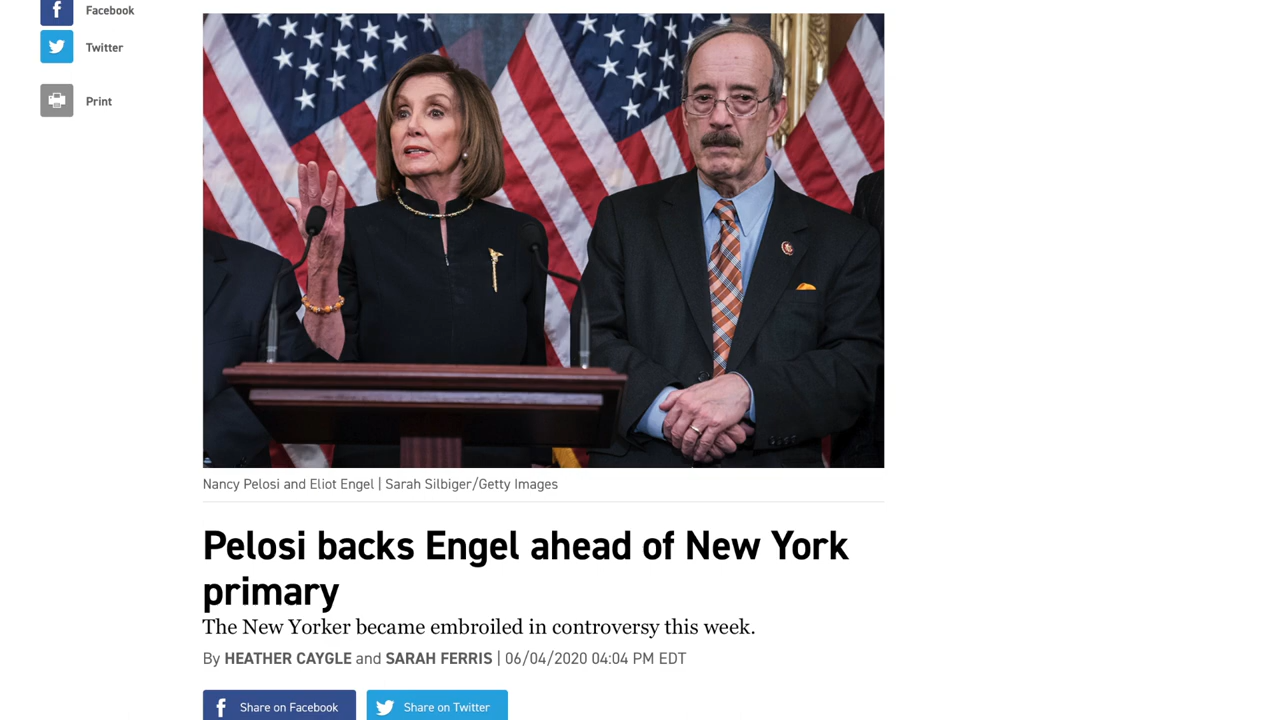 Facebook
Twitter
Print
Nancy Pelosi and Eliot Engel | Sarah Silbiger/Getty Images
Pelosi backs Engel ahead of New York
primary
The New Yorker became embroiled in controversy this week.
By HEATHER CAYGLE and SARAH FERRIS | 06/04/2020 04:04 PM EDT
Share on Facebook
Share on Twitter